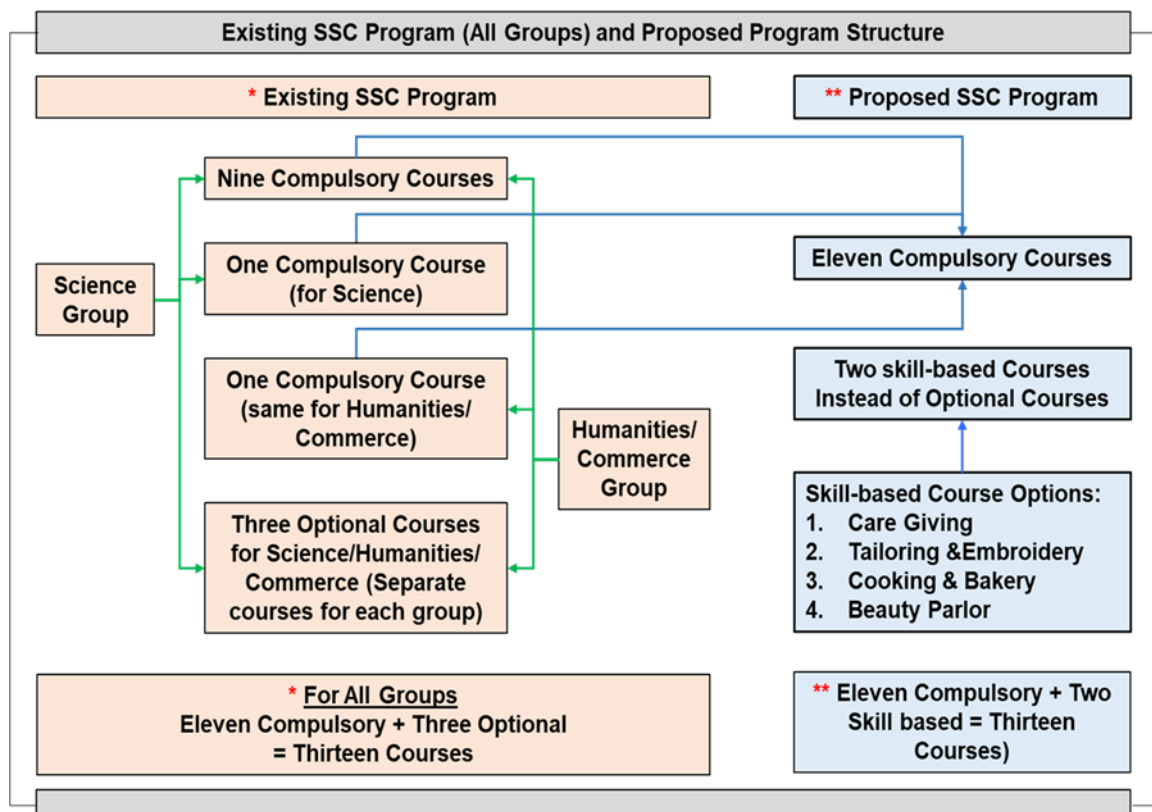 Existing SSC Program (All Groups) and Proposed Program Structure
* Existing SSC Program
** Proposed SSC Program
Nine Compulsory Courses
Eleven Compulsory Courses
Science
Group
One Compulsory Course
(for Science)
One Compulsory Course
(same for Humanities/
Commerce)
Two skill-based Courses
Instead of Optional Courses
Humanities/
Commerce
Group
Three Optional Courses
for Science/Humanities/
Commerce (Separate
courses for each group)
Skill-based Course Options:
1. Care Giving
2. Tailoring &Embroidery
3. Cooking & Bakery
4. Beauty Parlor
* For All Groups
Eleven Compulsory + Three Optional
= Thirteen Courses
** Eleven Compulsory + Two
Skill based = Thirteen
Courses)